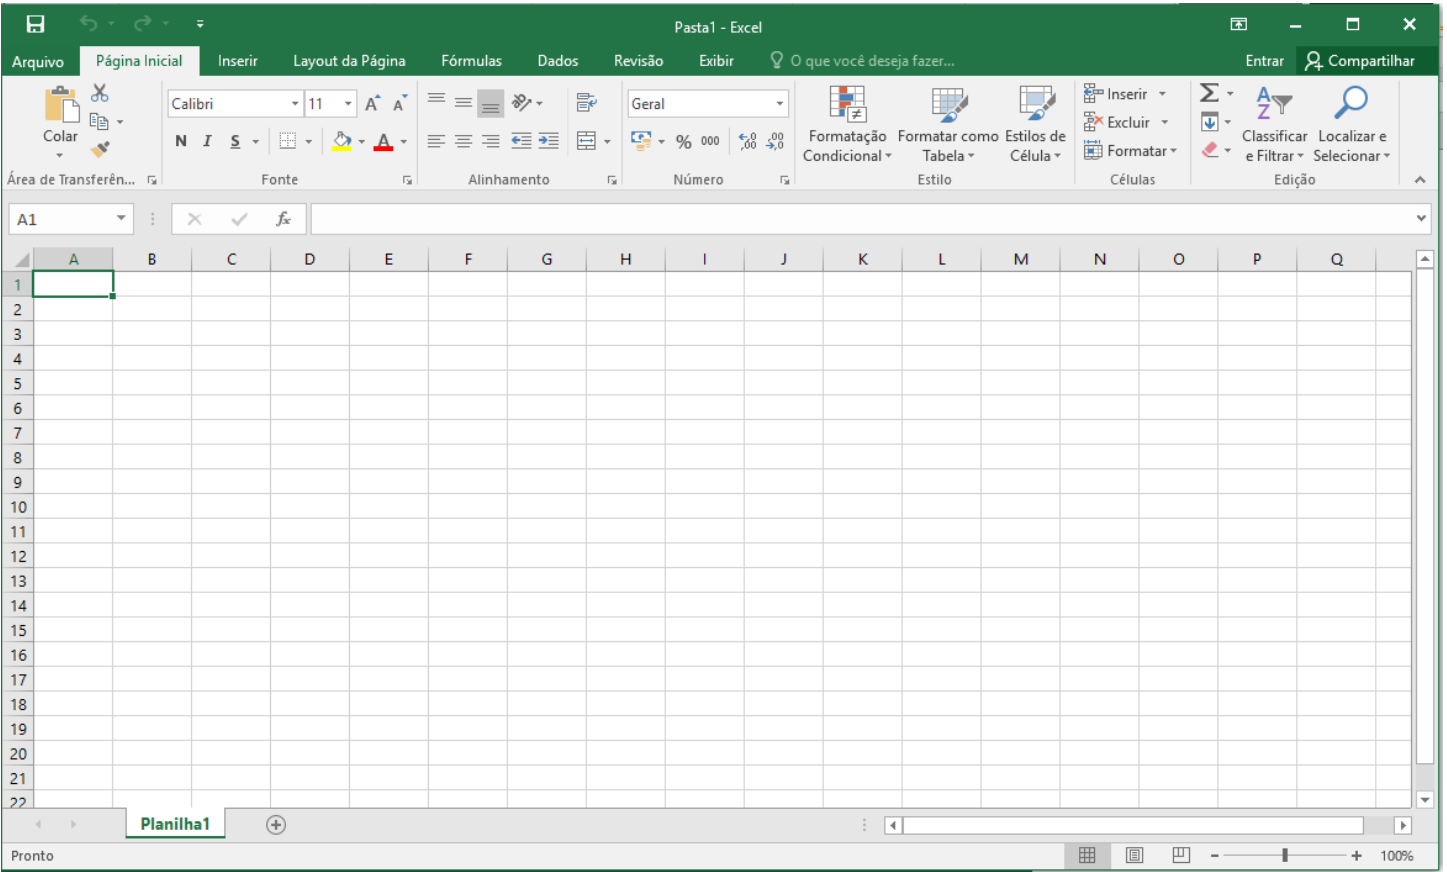 Pasta1 - Excel
Arquivo Página Inicial Inserir Layout da Página Fórmulas Dados Revisão Exibir O que você deseja fazer... Entrar Compartilhar
Colar
Calibri 11 A A
N I S A
Geral
% 000 ,00 ,0
Formatação Condicional
Formatar como Tabela
Estilos de Célula
Inserir
Excluir
Formatar
Σ
Classificar e Filtrar
Localizar e Selecionar
Área de Transferên... Fonte Alinhamento Número Estilo Células Edição
A1 fx
A B C D E F G H I J K L M N O P Q
1
2
3
4
5
6
7
8
9
10
11
12
13
14
15
16
17
18
19
20
21
22
Planilha1
Pronto 100%